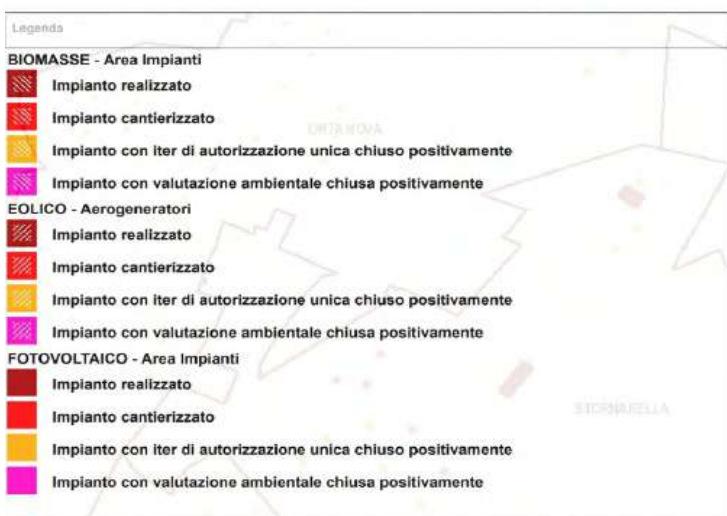 Legenda
BIOMASSE - Area Impianti
Impianto realizzato
Impianto cantierizzato
ORTA NOVA
Impianto con iter di autorizzazione unica chiuso positivamente
Impianto con valutazione ambientale chiusa positivamente
EOLICO - Aerogeneratori
Impianto realizzato
Impianto cantierizzato
Impianto con iter di autorizzazione unica chiuso positivamente
Impianto con valutazione ambientale chiusa positivamente
FOTOVOLTAICO - Area Impianti
Impianto realizzato
STORNARELLA
Impianto cantierizzato
Impianto con iter di autorizzazione unica chiuso positivamente
Impianto con valutazione ambientale chiusa positivamente